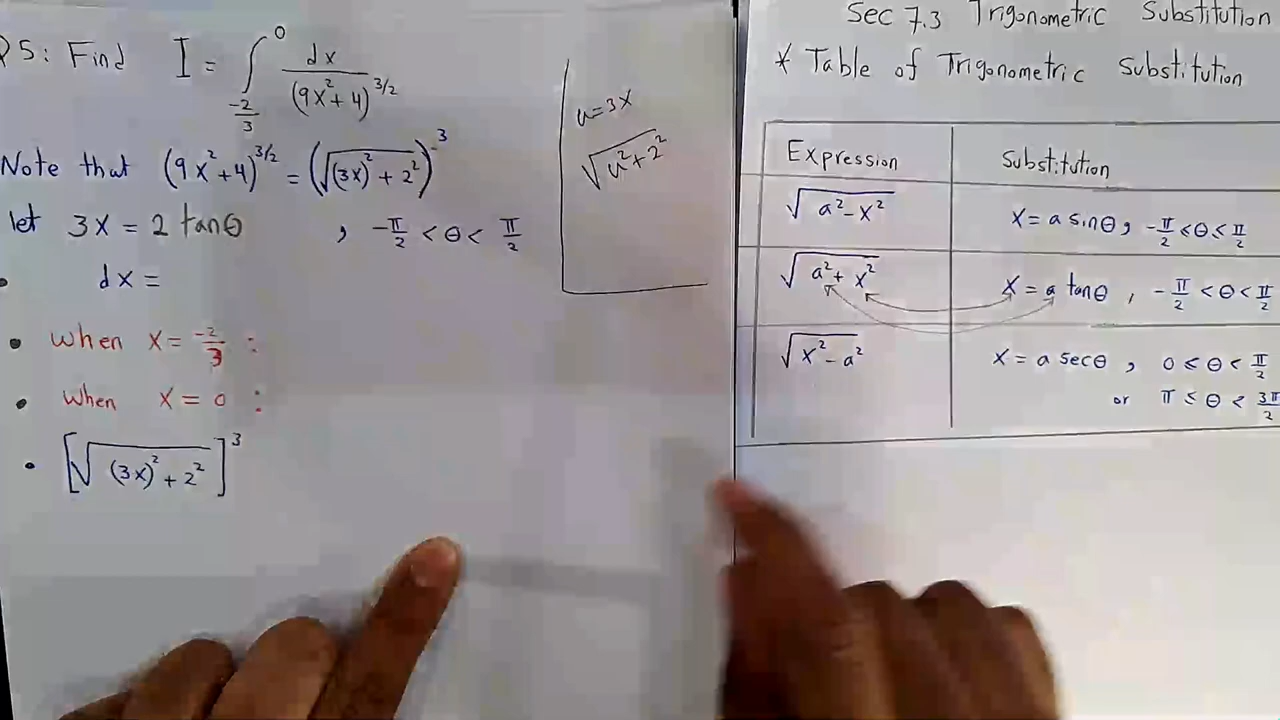 Q5: Find I = ∫_{-2/3}^{0} dx / (9x²+4)^{3/2}
Note that (9x²+4)^{3/2} = (√((3x)²+2²))^3
let 3x = 2 tanθ , -π/2 < θ < π/2
• dx =
• When x = -2/3 :
• When x = 0 :
• [√((3x)²+2²)]³
u=3x
√(u²+2²)
Sec 7.3 Trigonometric Substitution
* Table of Trigonometric Substitution
Expression Substitution
√(a²-x²) x = a sinθ, -π/2 < θ < π/2
√(a²+x²) x = a tanθ , -π/2 < θ < π/2
√(x²-a²) x = a secθ , 0 ≤ θ < π/2
or π ≤ θ < 3π/2